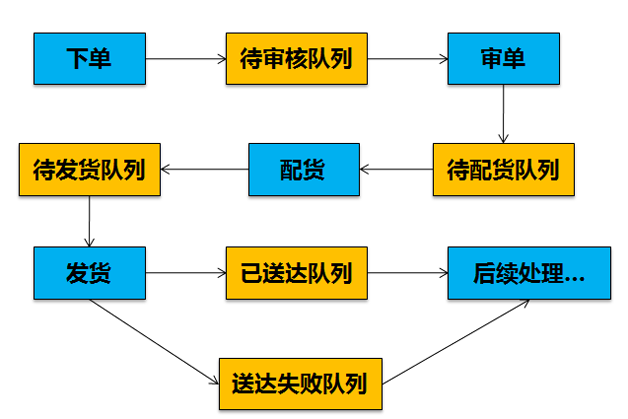 下单
待审核队列
审单
待发货队列
配货
待配货队列
发货
已送达队列
后续处理...
送达失败队列